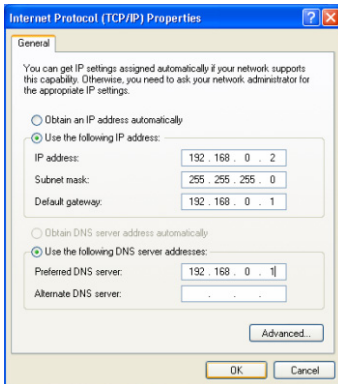 Internet Protocol (TCP/IP) Properties
General
You can get IP settings assigned automatically if your network supports
this capability. Otherwise, you need to ask your network administrator for
the appropriate IP settings.
Obtain an IP address automatically
Use the following IP address:
IP address: 192 . 168 . 0 . 2
Subnet mask: 255 . 255 . 255 . 0
Default gateway: 192 . 168 . 0 . 1
Obtain DNS server address automatically
Use the following DNS server addresses:
Preferred DNS server: 192 . 168 . 0 . 1
Alternate DNS server: . . .
Advanced...
OK Cancel